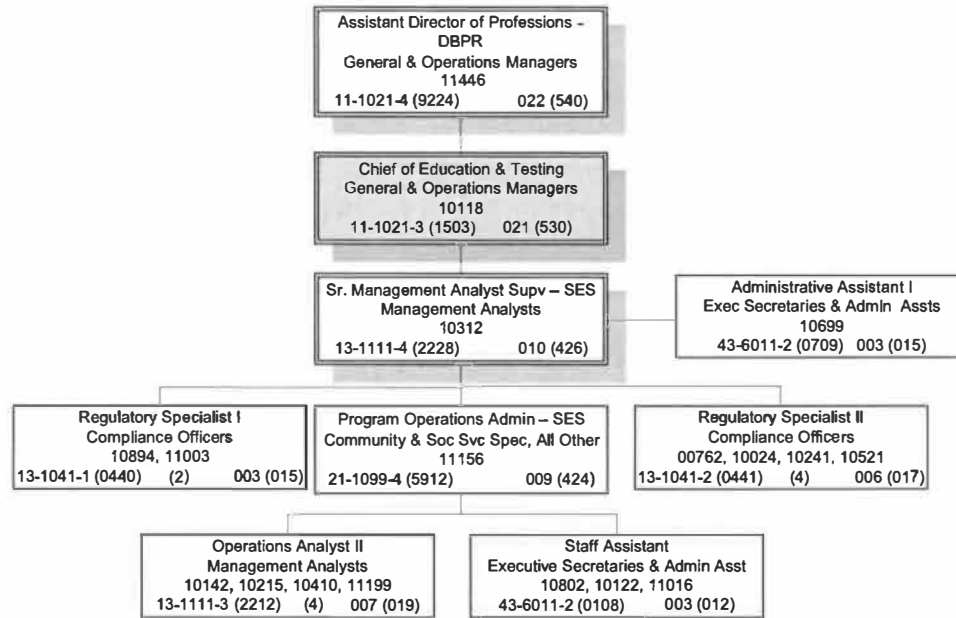 Assistant Director of Professions –
DBPR
General & Operations Managers
11446
11-1021-4 (9224) 022 (540)
Chief of Education & Testing
General & Operations Managers
10118
11-1021-3 (1503) 021 (530)
Sr. Management Analyst Supv – SES
Management Analysts
10312
13-1111-4 (2228) 010 (426)
Administrative Assistant I
Exec Secretaries & Admin Assts
10699
43-6011-2 (0709) 003 (015)
Regulatory Specialist I
Compliance Officers
10894, 11003
13-1041-1 (0440) (2) 003 (015)
Program Operations Admin – SES
Community & Soc Svc Spec, All Other
11156
21-1099-4 (5912) 009 (424)
Regulatory Specialist II
Compliance Officers
00762, 10024, 10241, 10521
13-1041-2 (0441) (4) 006 (017)
Operations Analyst II
Management Analysts
10142, 10215, 10410, 11199
13-1111-3 (2212) (4) 007 (019)
Staff Assistant
Executive Secretaries & Admin Asst
10802, 10122, 11016
43-6011-2 (0108) 003 (012)